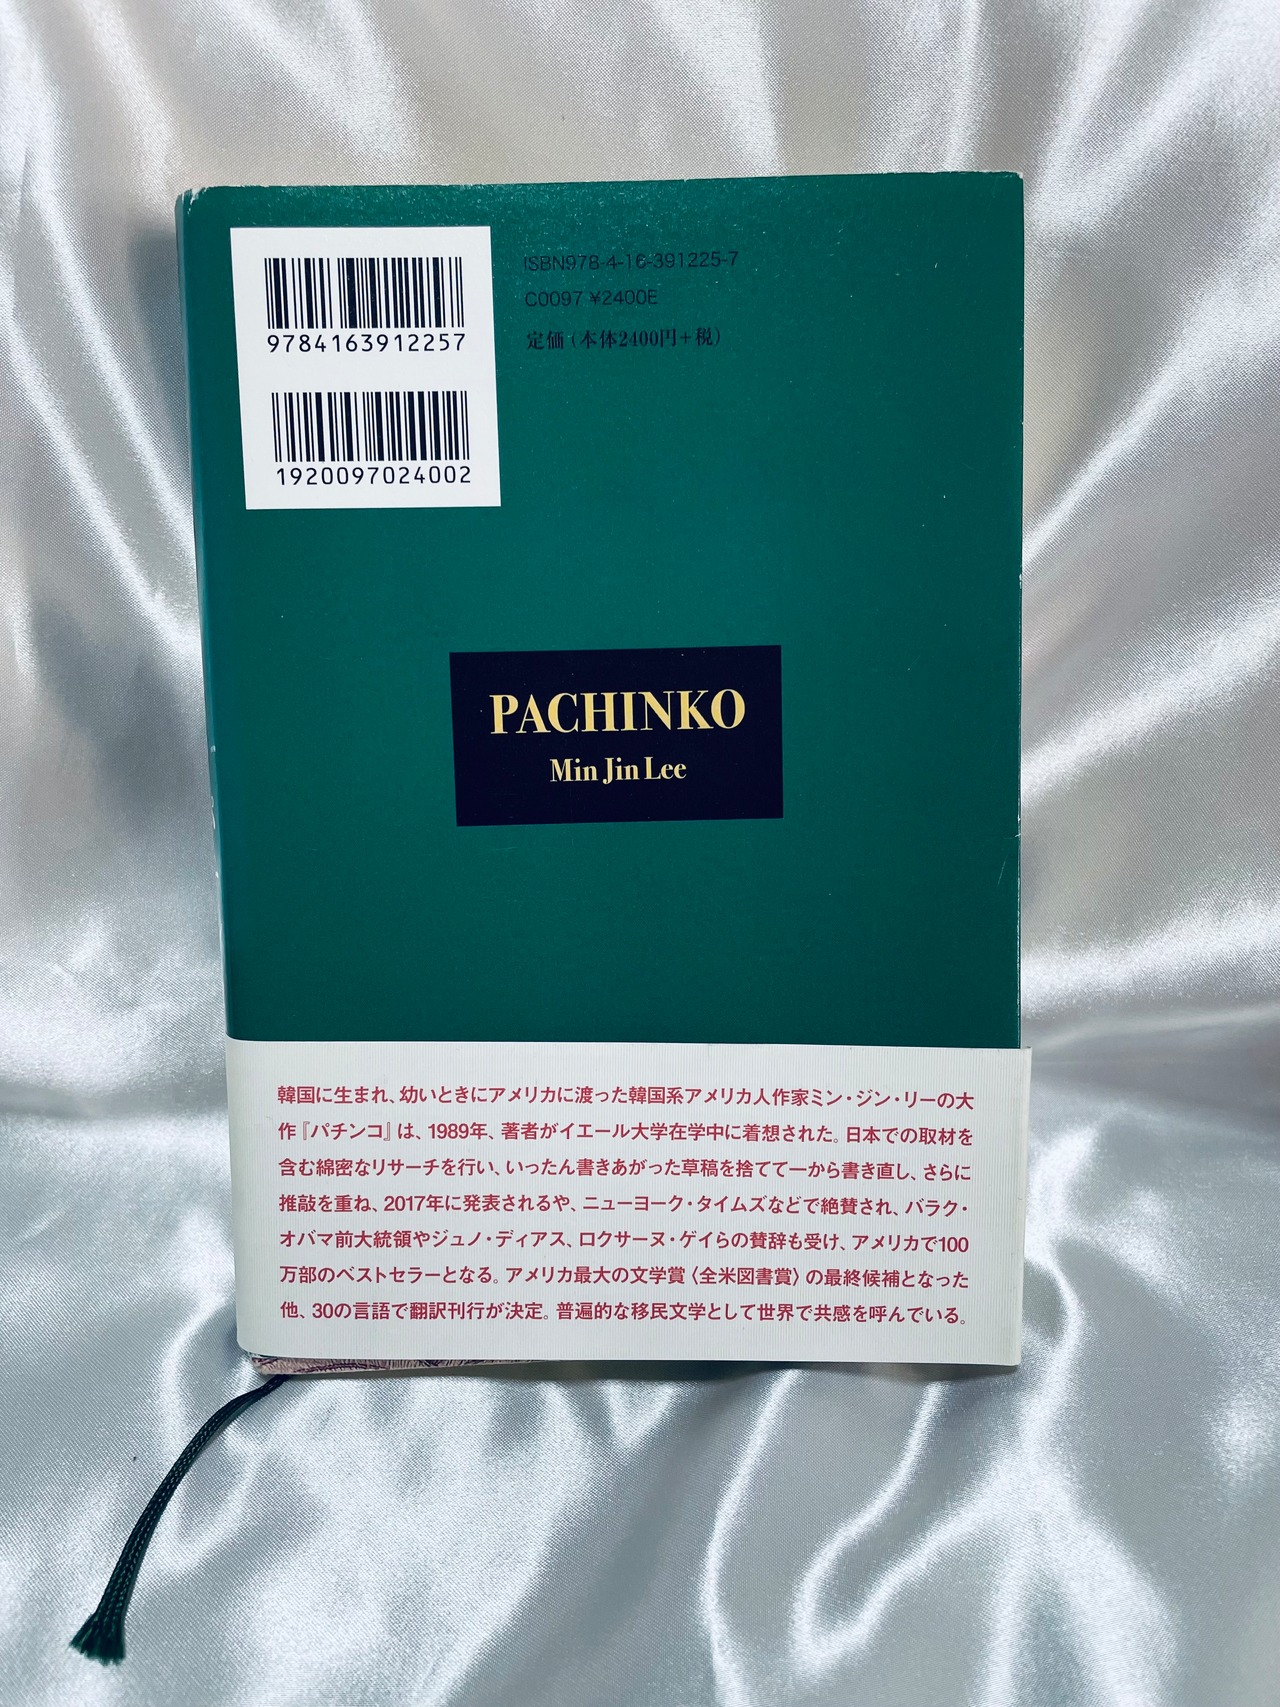 9784163912257
1920097024002
ISBN978-4-16-391225-7
C0097 ¥2400E
定価(本体2400円+税)
PACHINKO
Min Jin Lee
韓国に生まれ、幼いときにアメリカに渡った韓国系アメリカ人作家ミン・ジン・リーの大
作『パチンコ』は、1989年、著者がイエール大学在学中に着想された。日本での取材を
含む綿密なリサーチを行い、いったん書きあがった草稿を捨てて一から書き直し、さらに
推敲を重ね、2017年に発表されるや、ニューヨーク・タイムズなどで絶賛され、バラク・
オバマ前大統領やジュノ・ディアス、ロクサーヌ・ゲイらの賛辞も受け、アメリカで100
万部のベストセラーとなる。アメリカ最大の文学賞〈全米図書賞〉の最終候補となった
他、30の言語で翻訳刊行が決定。普遍的な移民文学として世界で共感を呼んでいる。